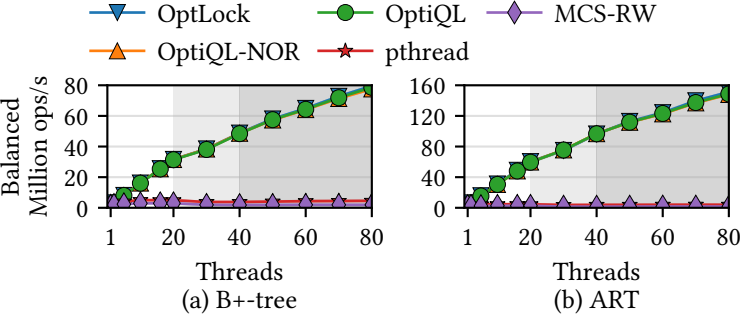 OptLock
OptiQL
MCS-RW
OptiQL-NOR
pthread
Balanced
Million ops/s
80
60
40
20
0
1 20 40 60 80
Threads
(a) B+-tree
160
120
80
40
0
1 20 40 60 80
Threads
(b) ART